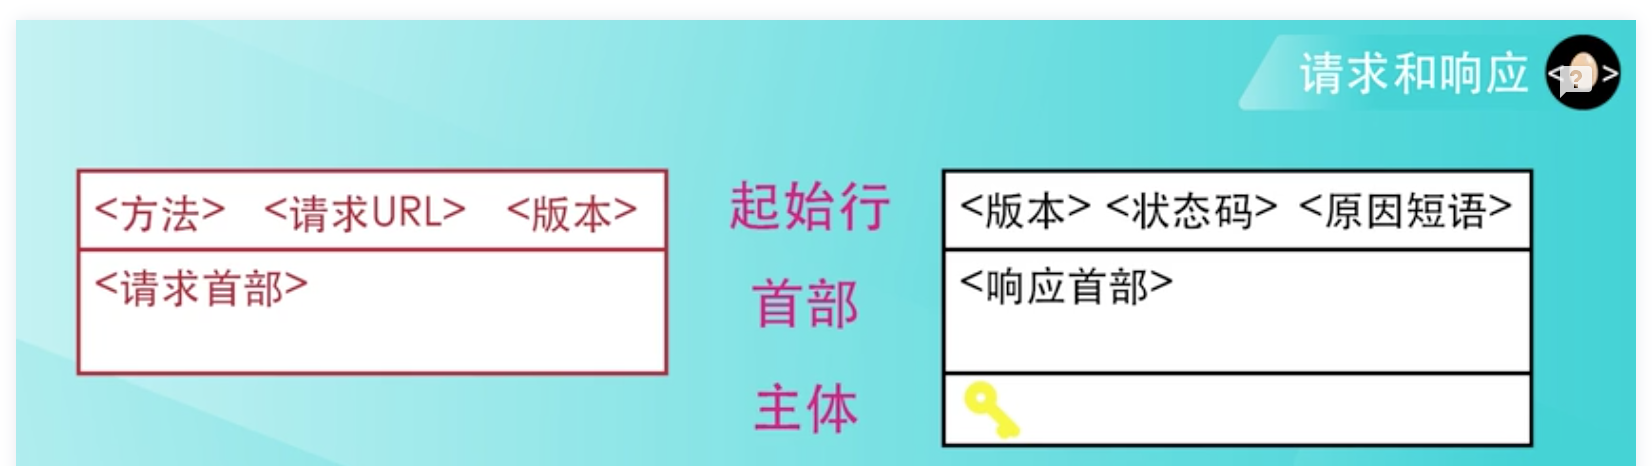 请求和响应
<?>
<方法> <请求URL> <版本>
起始行
<版本> <状态码> <原因短语>
<请求首部>
首部
<响应首部>
主体